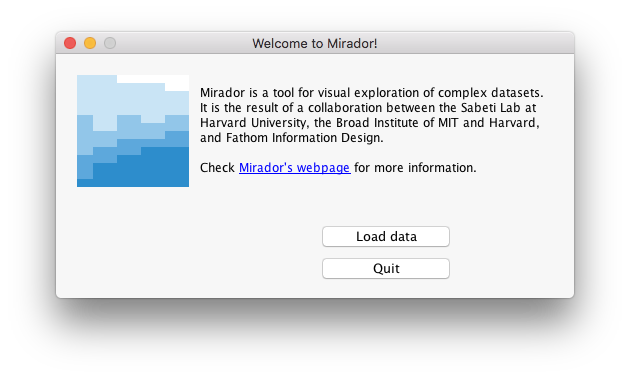 Welcome to Mirador!
Mirador is a tool for visual exploration of complex datasets.
It is the result of a collaboration between the Sabeti Lab at
Harvard University, the Broad Institute of MIT and Harvard,
and Fathom Information Design.
Check Mirador's webpage for more information.
Load data
Quit